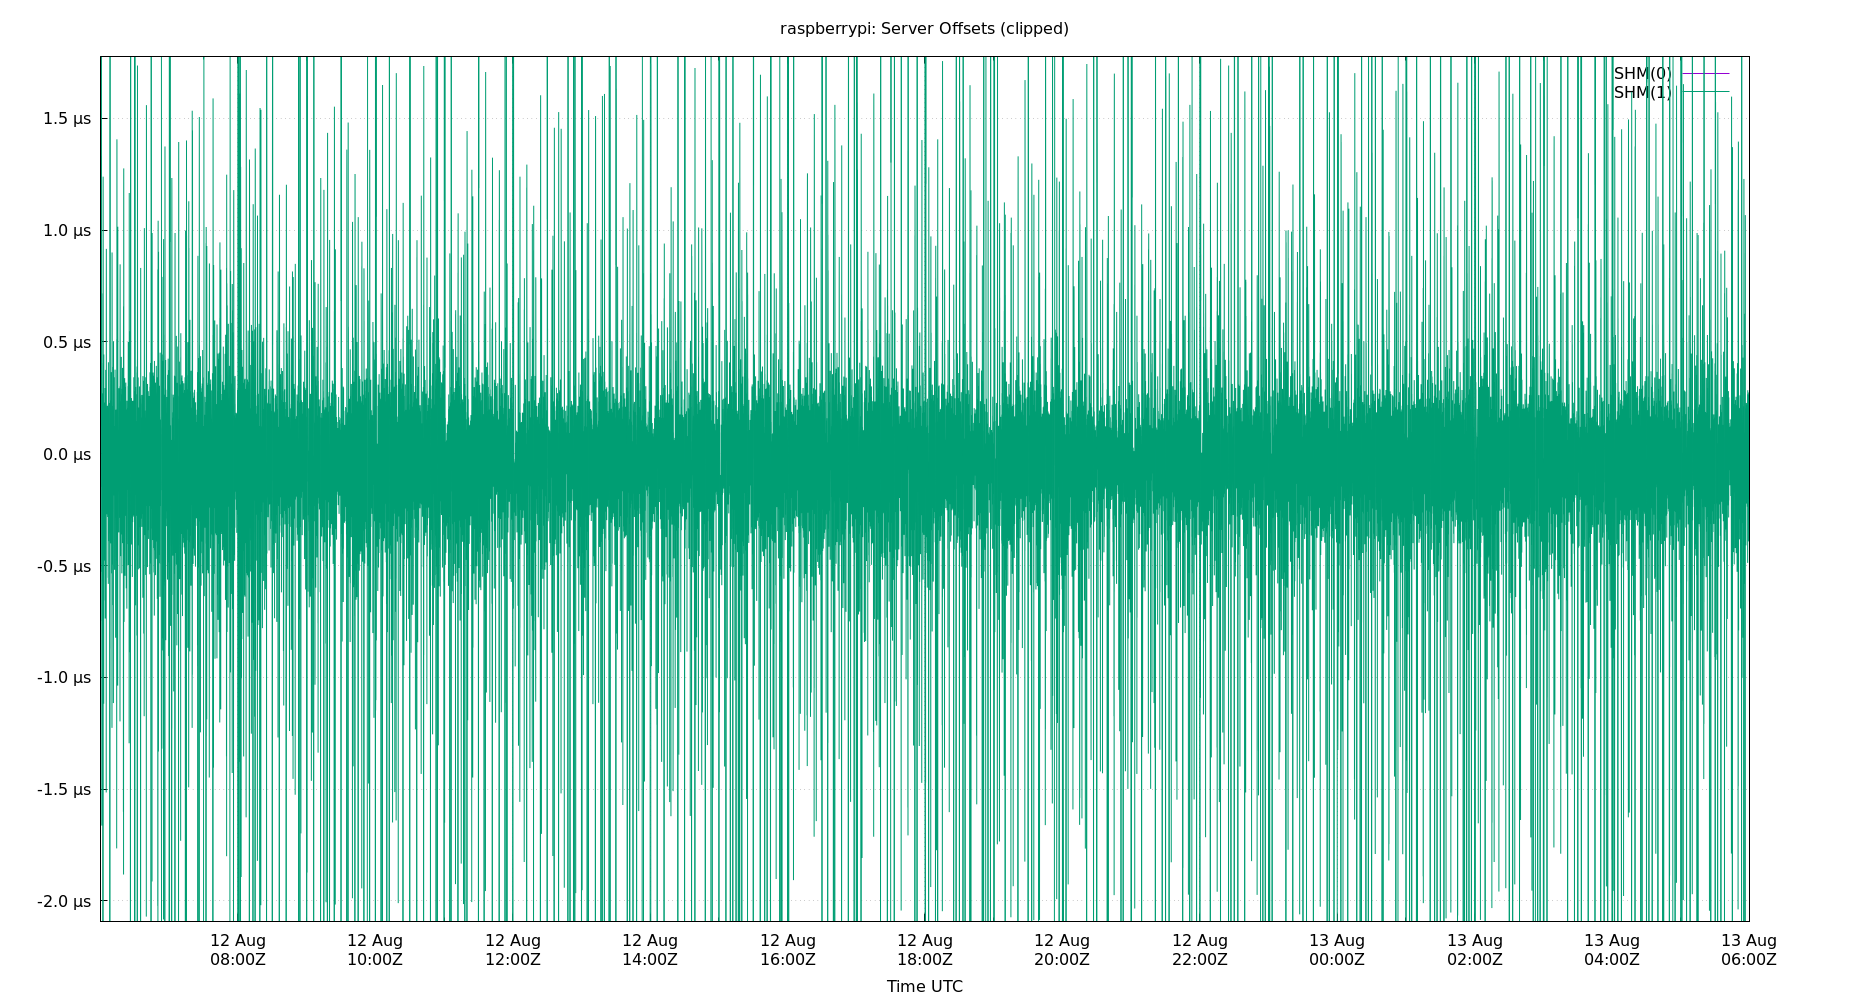 raspberrypi: Server Offsets (clipped)
SHM(0)
SHM(1)
1.5 µs
1.0 µs
0.5 µs
0.0 µs
-0.5 µs
-1.0 µs
-1.5 µs
-2.0 µs
12 Aug 12 Aug 12 Aug 12 Aug 12 Aug 12 Aug 12 Aug 12 Aug 13 Aug 13 Aug 13 Aug 13 Aug
08:00Z 10:00Z 12:00Z 14:00Z 16:00Z 18:00Z 20:00Z 22:00Z 00:00Z 02:00Z 04:00Z 06:00Z
Time UTC